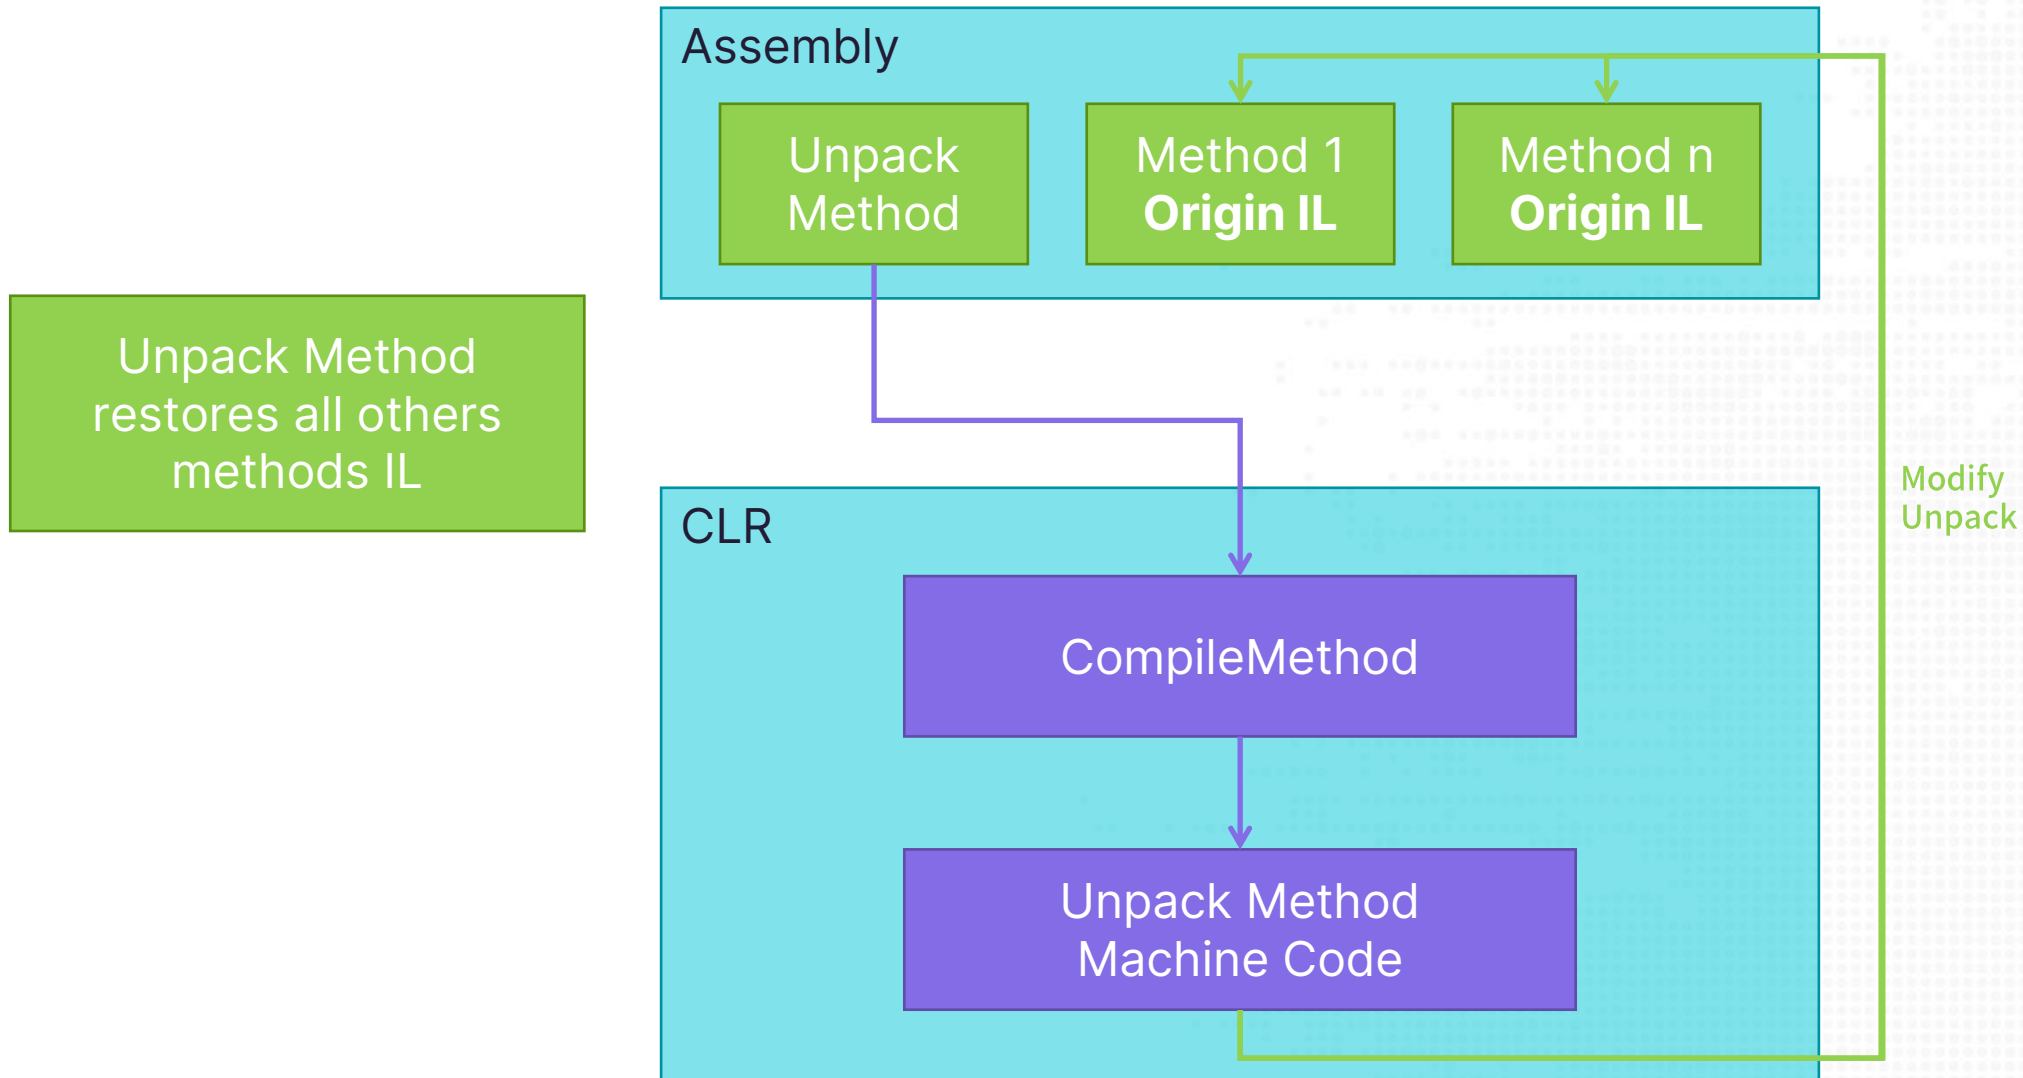 Assembly
Unpack
Method
Method 1
Origin IL
Method n
Origin IL
Unpack Method
restores all others
methods IL
CLR
CompileMethod
Unpack Method
Machine Code
Modify
Unpack